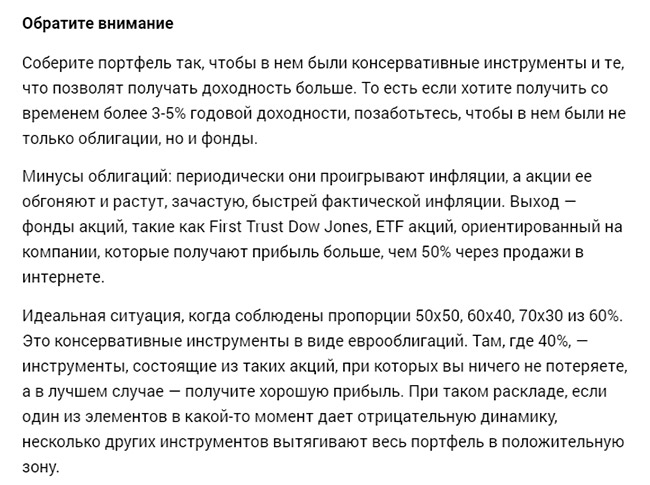 Обратите внимание
Соберите портфель так, чтобы в нем были консервативные инструменты и те,
что позволят получать доходность больше. То есть если хотите получить со
временем более 3-5% годовой доходности, позаботьтесь, чтобы в нем были не
только облигации, но и фонды.
Минусы облигаций: периодически они проигрывают инфляции, а акции ее
обгоняют и растут, зачастую, быстрей фактической инфляции. Выход —
фонды акций, такие как First Trust Dow Jones, ETF акций, ориентированный на
компании, которые получают прибыль больше, чем 50% через продажи в
интернете.
Идеальная ситуация, когда соблюдены пропорции 50х50, 60х40, 70х30 из 60%.
Это консервативные инструменты в виде еврооблигаций. Там, где 40%, —
инструменты, состоящие из таких акций, при которых вы ничего не потеряете,
а в лучшем случае — получите хорошую прибыль. При таком раскладе, если
один из элементов в какой-то момент дает отрицательную динамику,
несколько других инструментов вытягивают весь портфель в положительную
зону.